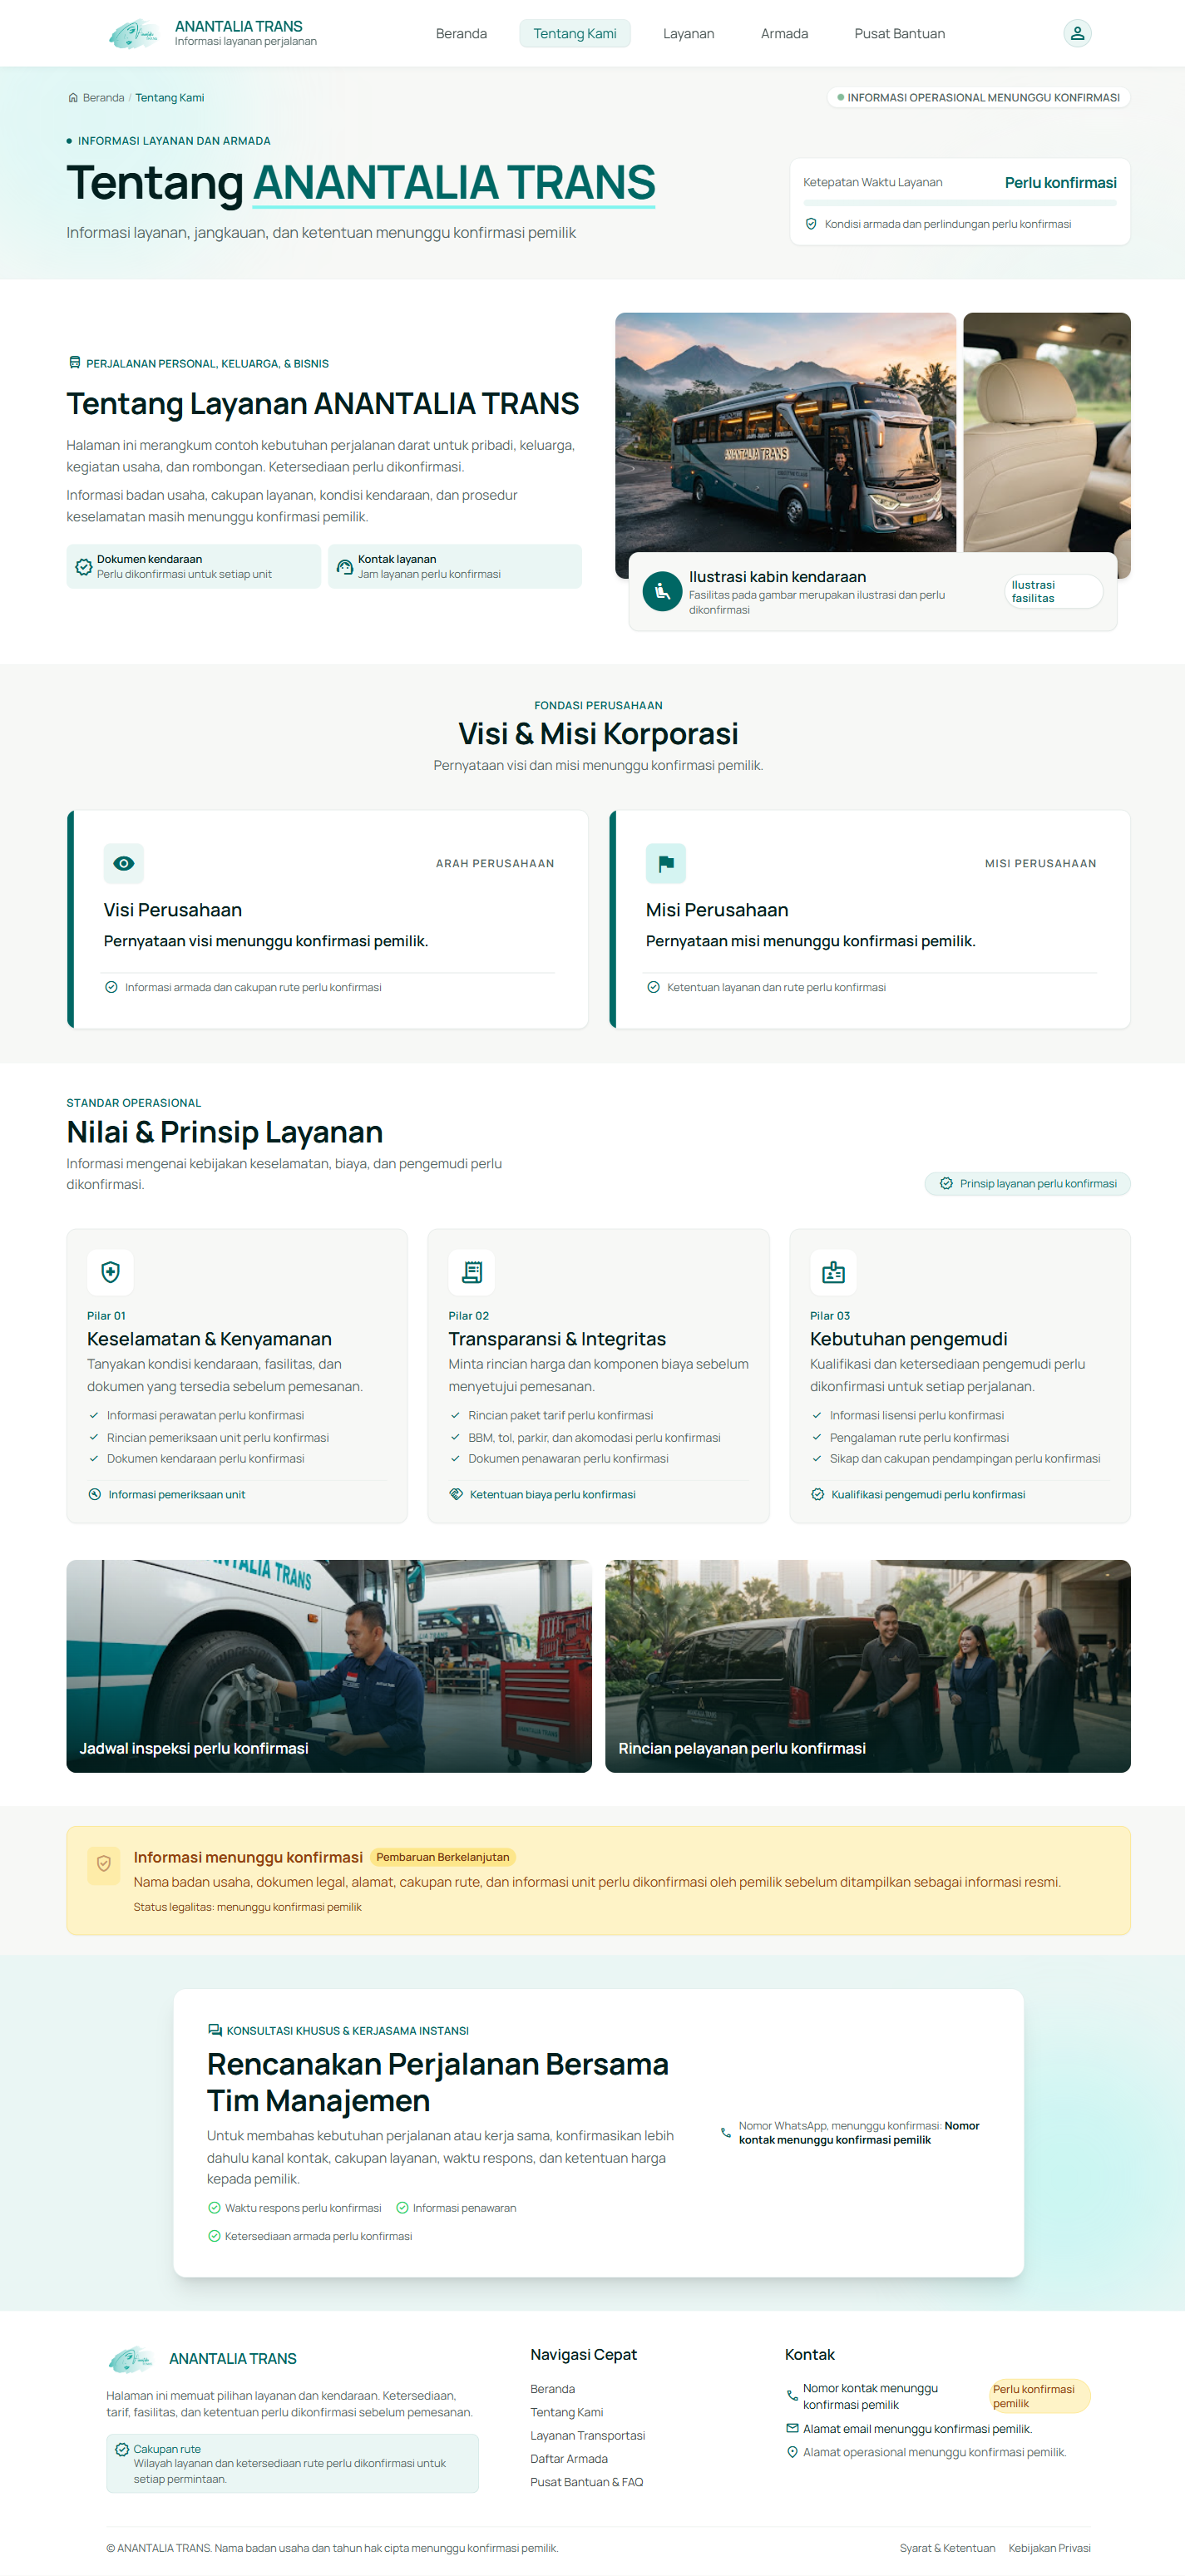 ANANTALIA TRANS
Informasi layanan perjalanan
Beranda
Tentang Kami
Layanan
Armada
Pusat Bantuan
Beranda / Tentang Kami
INFORMASI OPERASIONAL MENUNGGU KONFIRMASI
INFORMASI LAYANAN DAN ARMADA
Tentang ANANTALIA TRANS
Informasi layanan, jangkauan, dan ketentuan menunggu konfirmasi pemilik
Ketepatan Waktu Layanan
Perlu konfirmasi
Kondisi armada dan perlindungan perlu konfirmasi
PERJALANAN PERSONAL, KELUARGA, & BISNIS
Tentang Layanan ANANTALIA TRANS
Halaman ini merangkum contoh kebutuhan perjalanan darat untuk pribadi, keluarga,
kegiatan usaha, dan rombongan. Ketersediaan perlu dikonfirmasi.
Informasi badan usaha, cakupan layanan, kondisi kendaraan, dan prosedur
keselamatan masih menunggu konfirmasi pemilik.
Dokumen kendaraan
Perlu dikonfirmasi untuk setiap unit
Kontak layanan
Jam layanan perlu konfirmasi
ANANTALIA TRANS
Ilustrasi kabin kendaraan
Fasilitas pada gambar merupakan ilustrasi dan perlu
dikonfirmasi
Ilustrasi
fasilitas
FONDASI PERUSAHAAN
Visi & Misi Korporasi
Pernyataan visi dan misi menunggu konfirmasi pemilik.
ARAH PERUSAHAAN
Visi Perusahaan
Pernyataan visi menunggu konfirmasi pemilik.
Informasi armada dan cakupan rute perlu konfirmasi
MISI PERUSAHAAN
Misi Perusahaan
Pernyataan misi menunggu konfirmasi pemilik.
Ketentuan layanan dan rute perlu konfirmasi
STANDAR OPERASIONAL
Nilai & Prinsip Layanan
Informasi mengenai kebijakan keselamatan, biaya, dan pengemudi perlu
dikonfirmasi.
Prinsip layanan perlu konfirmasi
Pilar 01
Keselamatan & Kenyamanan
Tanyakan kondisi kendaraan, fasilitas, dan
dokumen yang tersedia sebelum pemesanan.
Informasi perawatan perlu konfirmasi
Rincian pemeriksaan unit perlu konfirmasi
Dokumen kendaraan perlu konfirmasi
Informasi pemeriksaan unit
Pilar 02
Transparansi & Integritas
Minta rincian harga dan komponen biaya sebelum
menyetujui pemesanan.
Rincian paket tarif perlu konfirmasi
BBM, tol, parkir, dan akomodasi perlu konfirmasi
Dokumen penawaran perlu konfirmasi
Ketentuan biaya perlu konfirmasi
Pilar 03
Kebutuhan pengemudi
Kualifikasi dan ketersediaan pengemudi perlu
dikonfirmasi untuk setiap perjalanan.
Informasi lisensi perlu konfirmasi
Pengalaman rute perlu konfirmasi
Sikap dan cakupan pendampingan perlu konfirmasi
Kualifikasi pengemudi perlu konfirmasi
ANTALIA TRANS
Jadwal inspeksi perlu konfirmasi
Rincian pelayanan perlu konfirmasi
Informasi menunggu konfirmasi
Pembaruan Berkelanjutan
Nama badan usaha, dokumen legal, alamat, cakupan rute, dan informasi unit perlu dikonfirmasi oleh pemilik sebelum ditampilkan sebagai informasi resmi.
Status legalitas: menunggu konfirmasi pemilik
KONSULTASI KHUSUS & KERJASAMA INSTANSI
Rencanakan Perjalanan Bersama
Tim Manajemen
Untuk membahas kebutuhan perjalanan atau kerja sama, konfirmasikan lebih
dahulu kanal kontak, cakupan layanan, waktu respons, dan ketentuan harga
kepada pemilik.
Waktu respons perlu konfirmasi
Informasi penawaran
Ketersediaan armada perlu konfirmasi
Nomor WhatsApp, menunggu konfirmasi: Nomor
kontak menunggu konfirmasi pemilik
ANANTALIA TRANS
Halaman ini memuat pilihan layanan dan kendaraan. Ketersediaan,
tarif, fasilitas, dan ketentuan perlu dikonfirmasi sebelum pemesanan.
Cakupan rute
Wilayah layanan dan ketersediaan rute perlu dikonfirmasi untuk
setiap permintaan.
Navigasi Cepat
Beranda
Tentang Kami
Layanan Transportasi
Daftar Armada
Pusat Bantuan & FAQ
Kontak
Nomor kontak menunggu
konfirmasi pemilik
Perlu konfirmasi
pemilik
Alamat email menunggu konfirmasi pemilik.
Alamat operasional menunggu konfirmasi pemilik.
© ANANTALIA TRANS. Nama badan usaha dan tahun hak cipta menunggu konfirmasi pemilik.
Syarat & Ketentuan
Kebijakan Privasi